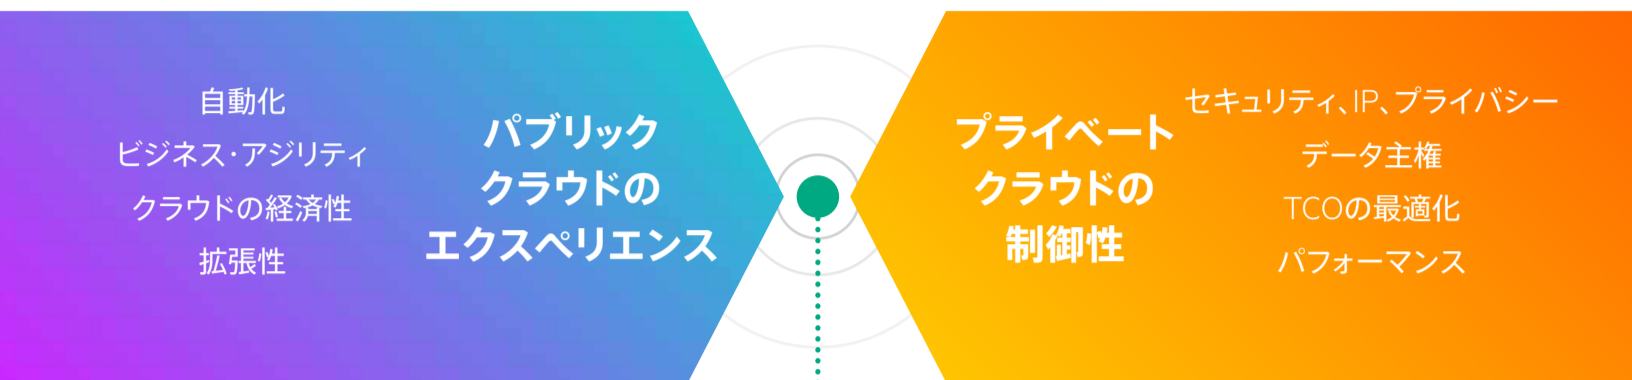 自動化
ビジネス・アジリティ
クラウドの経済性
拡張性
パブリック
クラウドの
エクスペリエンス
プライベート
クラウドの
制御性
セキュリティ、IP、プライバシー
データ主権
TCOの最適化
パフォーマンス